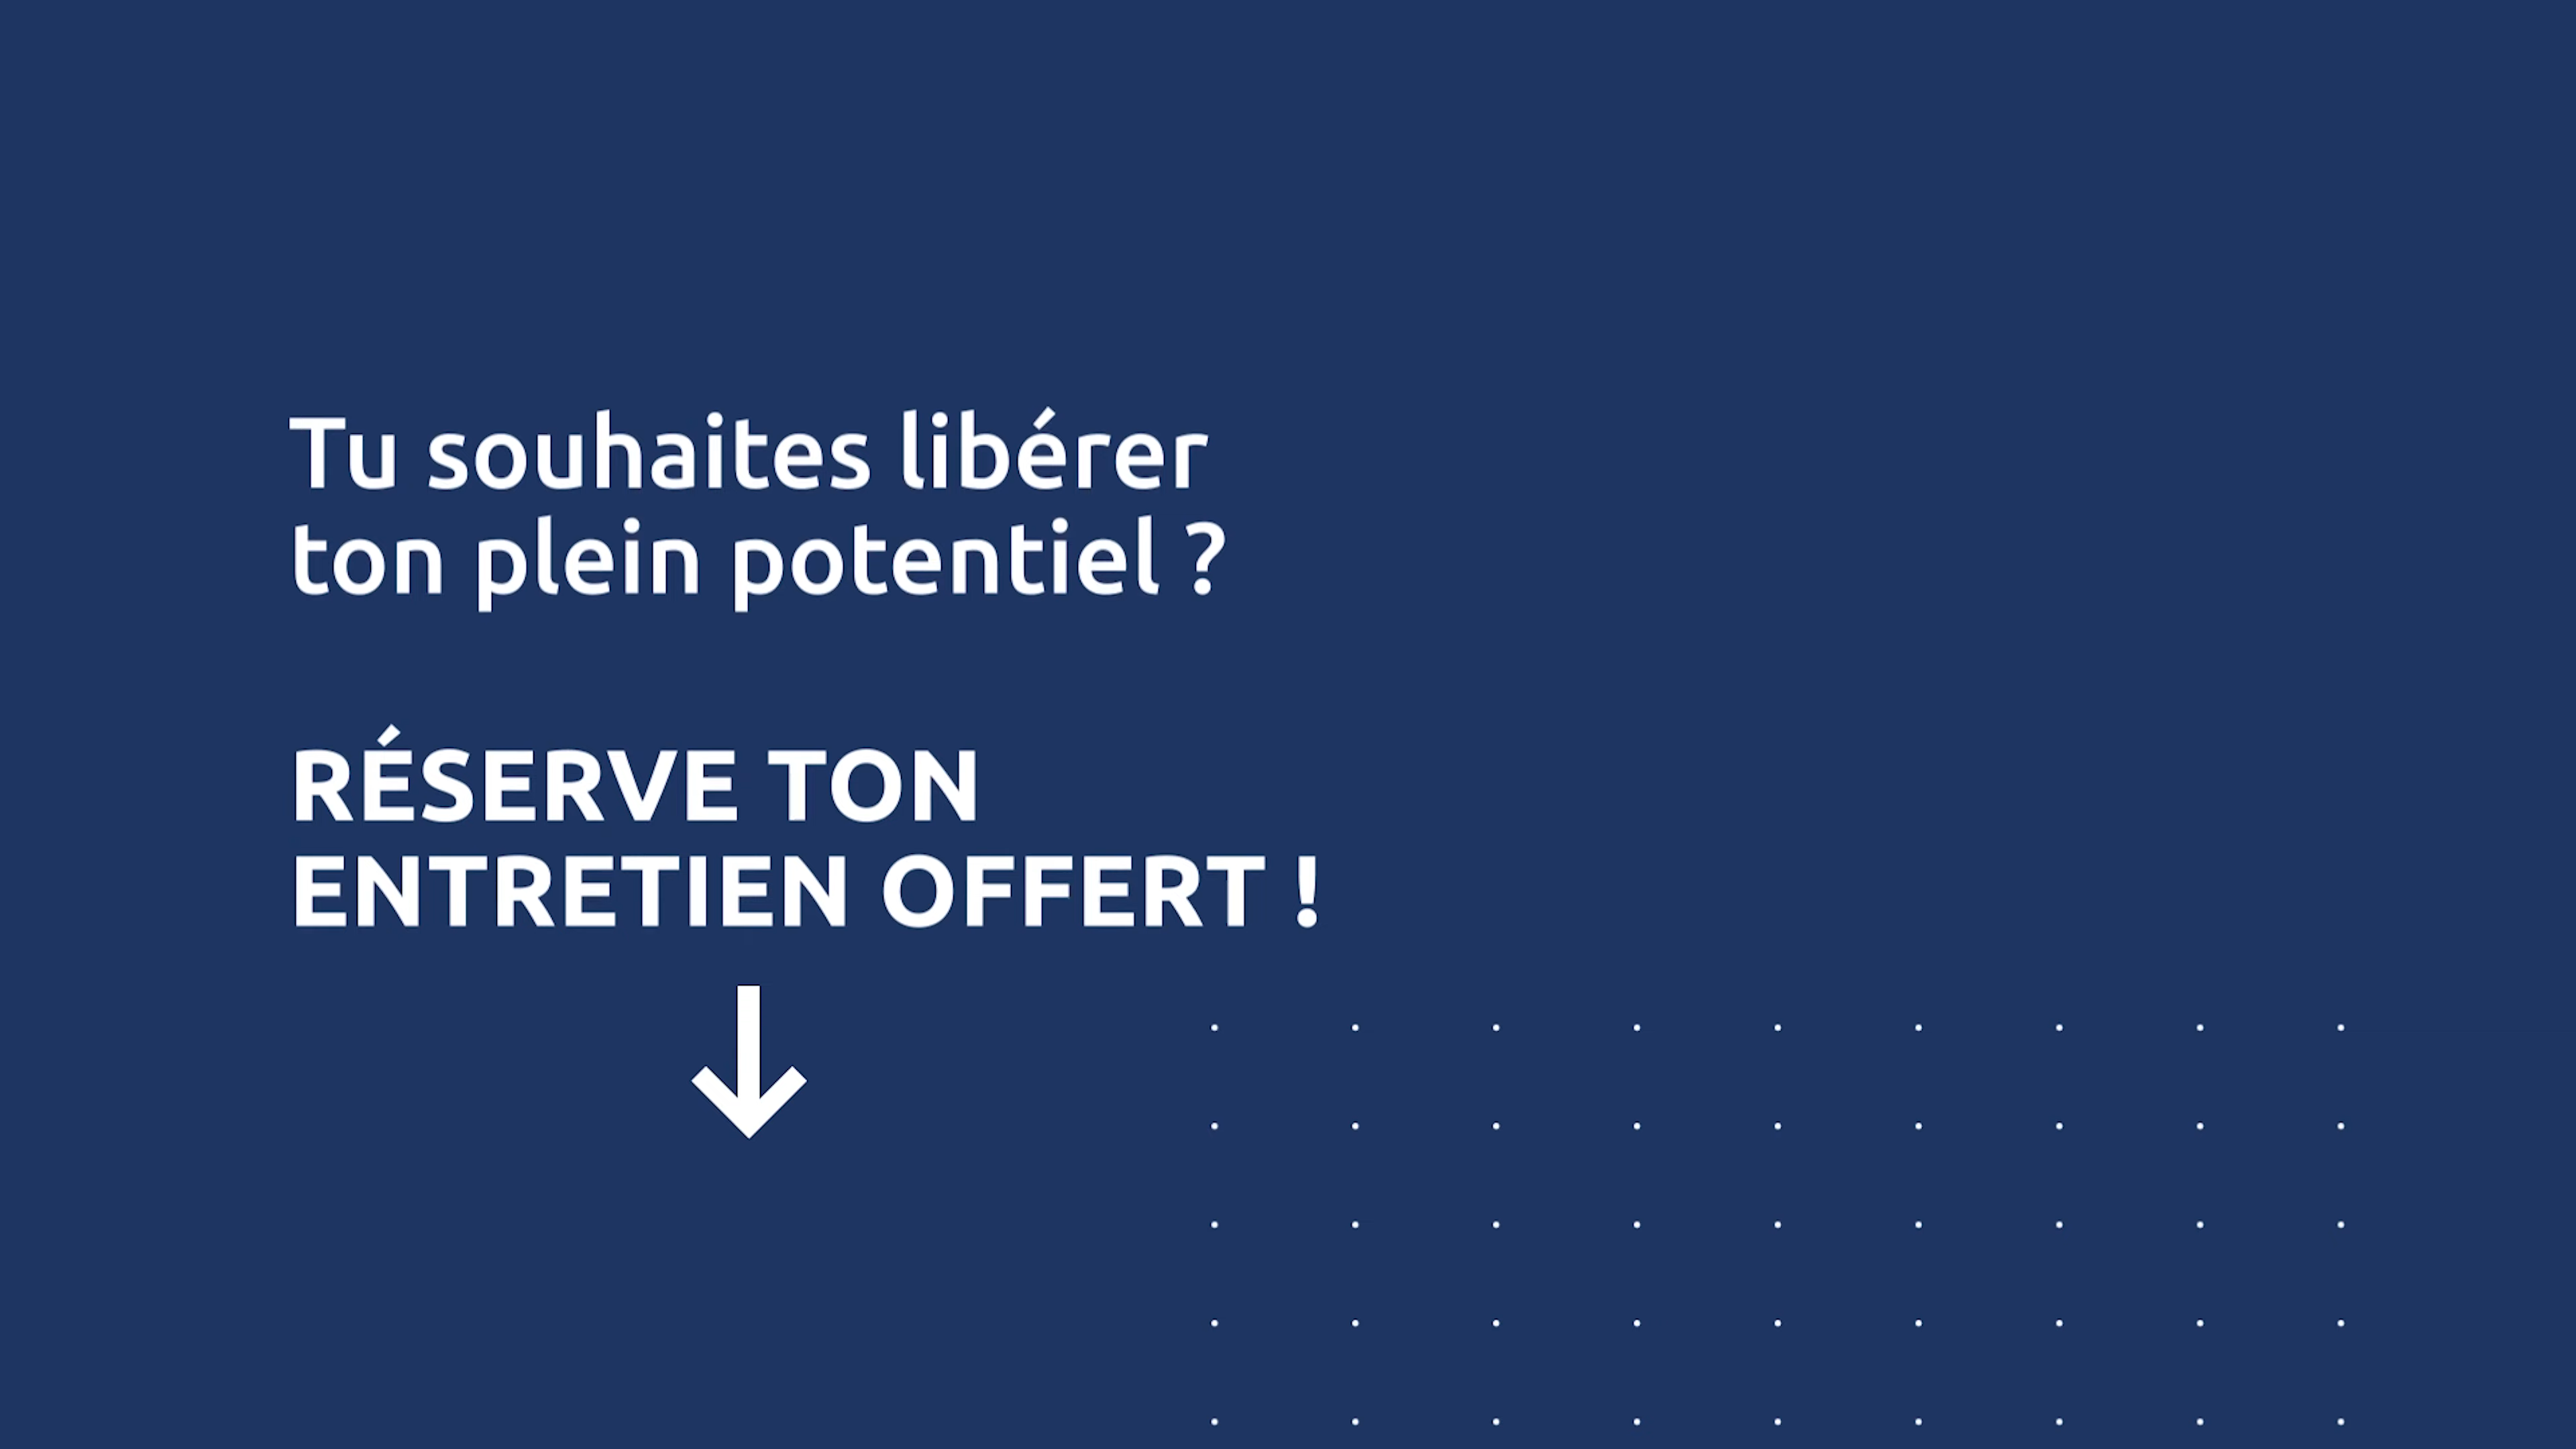 Tu souhaites libérer
ton plein potentiel ?
RÉSERVE TON
ENTRETIEN OFFERT !